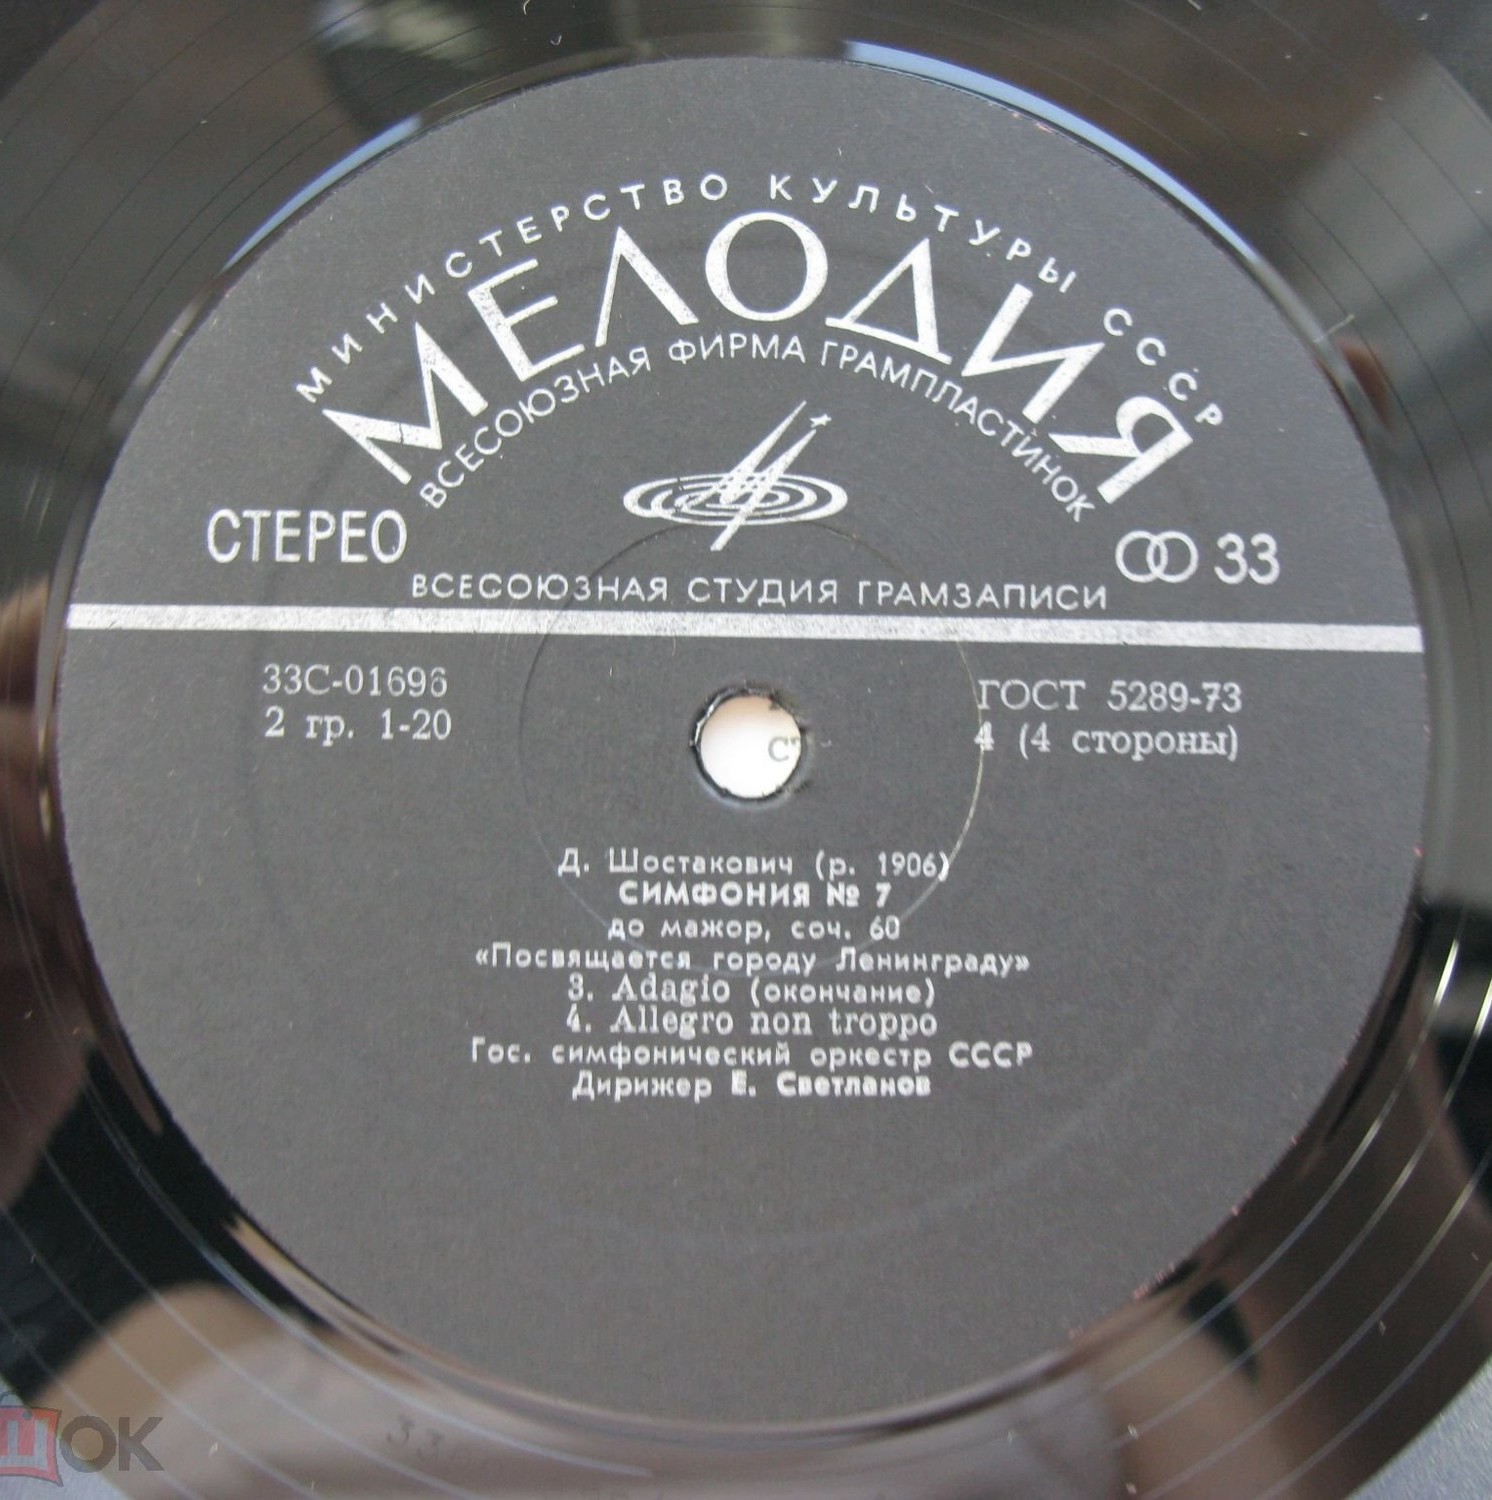 МИНИСТЕРСТВО КУЛЬТУРЫ СССР
МЕЛОДИЯ
ВСЕСОЮЗНАЯ ФИРМА ГРАМПЛАСТИНОК
СТЕРЕО
33
ВСЕСОЮЗНАЯ СТУДИЯ ГРАМЗАПИСИ
33С-01696
2 гр. 1-20
ГОСТ 5289-73
4 (4 стороны)
Д. Шостакович (р. 1906)
СИМФОНИЯ № 7
до мажор, соч. 60
«Посвящается городу Ленинграду»
3. Adagio (окончание)
4. Allegro non troppo
Гос. симфонический оркестр СССР
Дирижер Е. Светланов